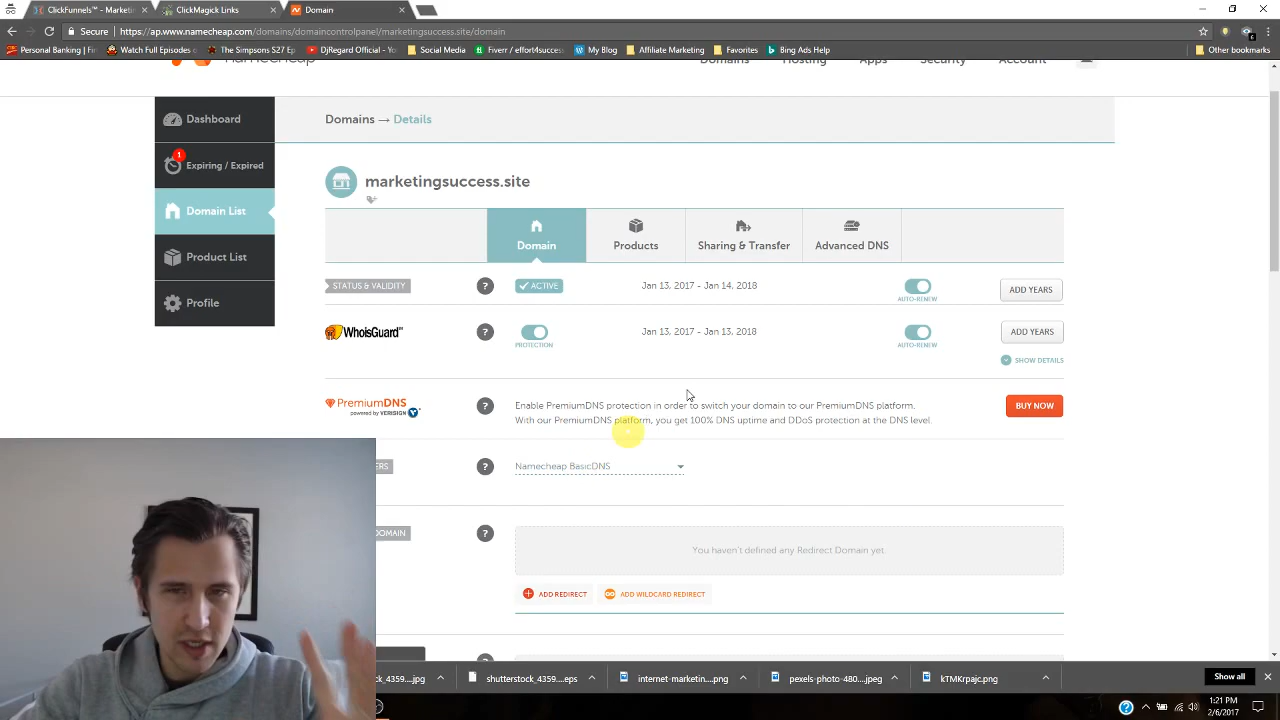 ClickFunnels™ - Marketi
ClickMagick Links
Domain
Secure
https://ap.www.namecheap.com/domains/domaincontrolpanel/marketingsuccess.site/domain
Personal Banking | Fin
Watch Full Episodes O
The Simpsons S27 Ep
DjRegard Official - Yo
Social Media
Fiverr / effort4success
My Blog
Affiliate Marketing
Favorites
Bing Ads Help
Other bookmarks
namecheap
Domains
Hosting
Apps
Security
Account
Dashboard
1
Expiring / Expired
Domain List
Product List
Profile
Domains → Details
marketingsuccess.site
Domain
Products
Sharing & Transfer
Advanced DNS
STATUS & VALIDITY
?
ACTIVE
Jan 13, 2017 - Jan 14, 2018
AUTO-RENEW
ADD YEARS
WhoisGuard
?
PROTECTION
Jan 13, 2017 - Jan 13, 2018
AUTO-RENEW
ADD YEARS
SHOW DETAILS
PremiumDNS
powered by VERISIGN
?
Enable PremiumDNS protection in order to switch your domain to our PremiumDNS platform.
With our PremiumDNS platform, you get 100% DNS uptime and DDoS protection at the DNS level.
BUY NOW
ERS
?
Namecheap BasicDNS
DOMAIN
?
You haven't defined any Redirect Domain yet
ADD REDIRECT
ADD WILDCARD REDIRECT
?
ck_4359....jpg
shutterstock_4359....eps
internet-marketin....png
pexels-photo-480....jpeg
kTMKrpajc.png
Show all
1:21 PM
2/6/2017